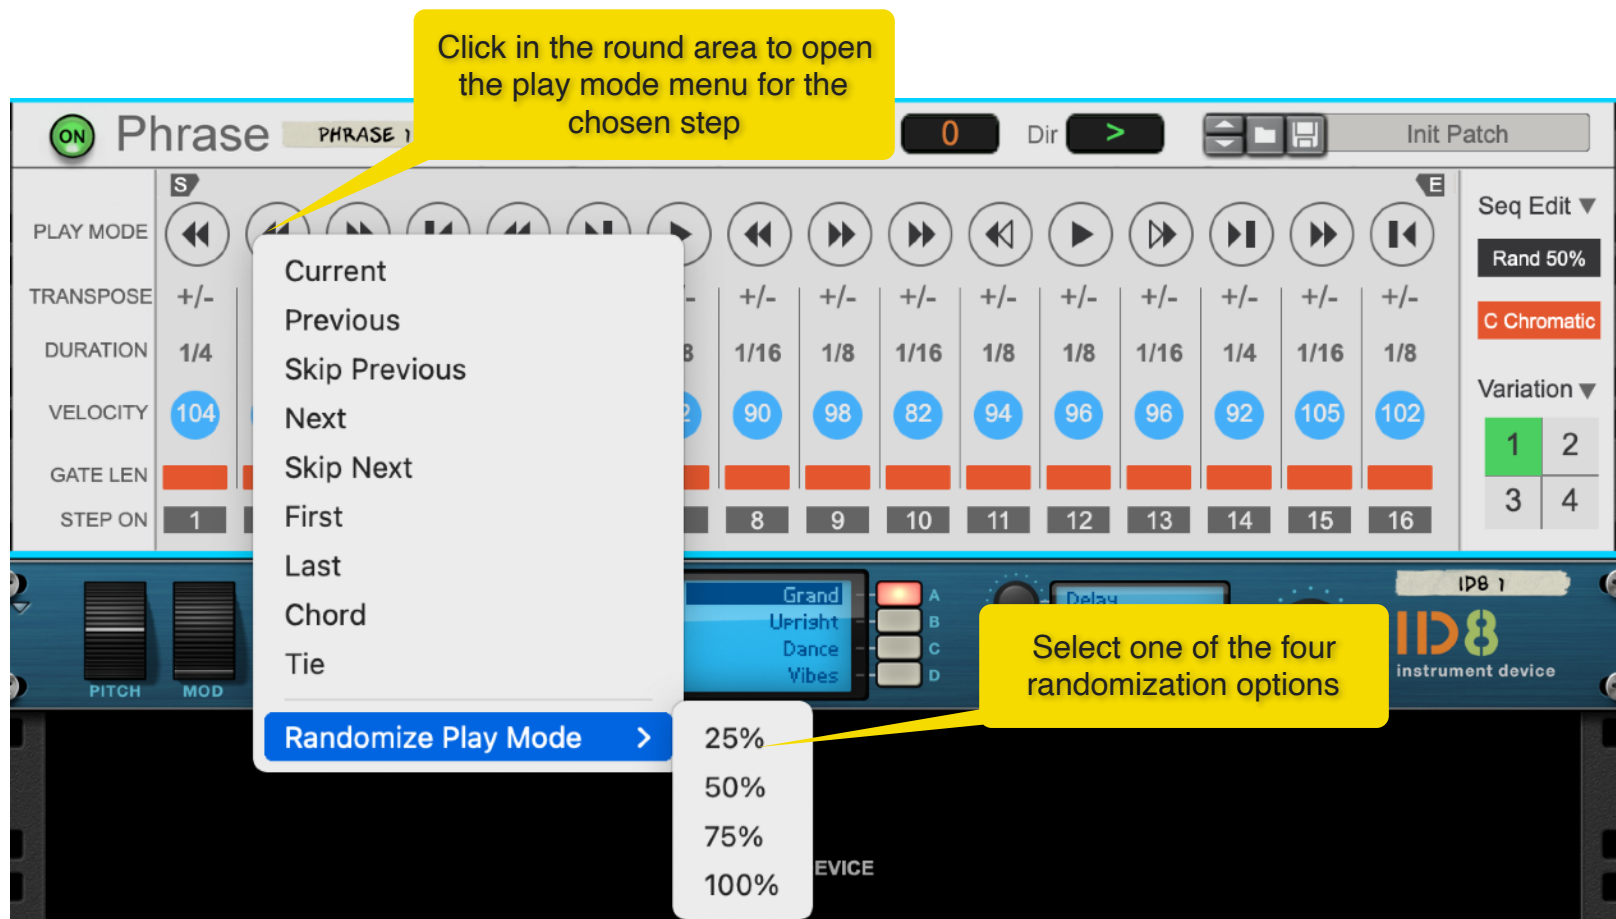 Click in the round area to open
the play mode menu for the
chosen step
ON Phrase PHRASE 1 0 Dir > Init Patch
S E
PLAY MODE
TRANSPOSE +/- +/- +/- +/- +/- +/- +/- +/- +/- +/-
DURATION 1/4 8 1/16 1/8 1/16 1/8 1/8 1/16 1/4 1/16 1/8
VELOCITY 104 2 90 98 82 94 96 96 92 105 102
GATE LEN
STEP ON 1 8 9 10 11 12 13 14 15 16
Seq Edit
Rand 50%
C Chromatic
Variation
1 2
3 4
Current
Previous
Skip Previous
Next
Skip Next
First
Last
Chord
Tie
Randomize Play Mode
25%
50%
75%
100%
PITCH MOD
Grand A
Upright B
Dance C
Vibes D
Delay
ID8 1
ID8
instrument device
Select one of the four
randomization options
EVICE